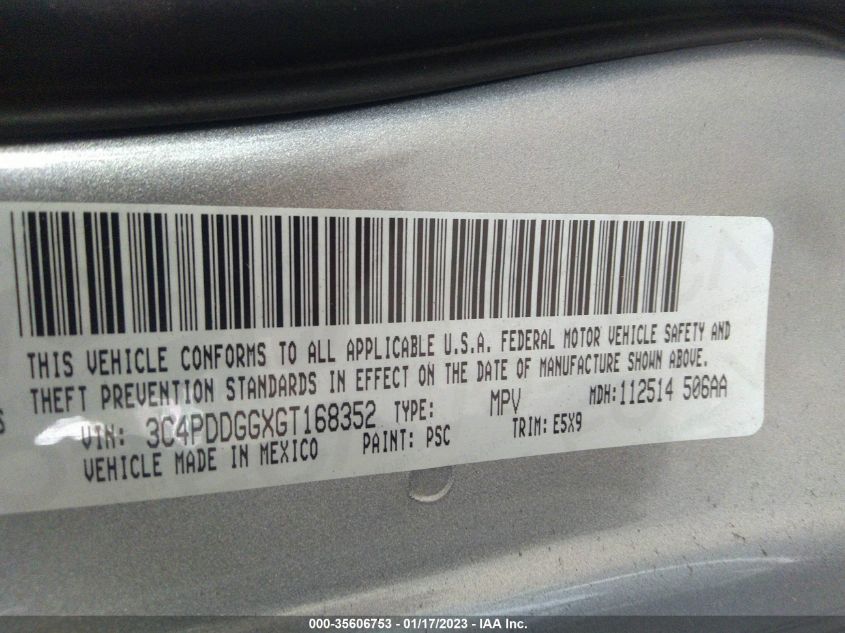 THIS VEHICLE CONFORMS TO ALL APPLICABLE U.S.A. FEDERAL MOTOR VEHICLE SAFETY AND
THEFT PREVENTION STANDARDS IN EFFECT ON THE DATE OF MANUFACTURE SHOWN ABOVE.
S VIN: 3C4PDDGGXGT168352 TYPE: MPV MDH:112514 506AA
VEHICLE MADE IN MEXICO PAINT: PSC TRIM: E5X9
000-35606753 — 01/17/2023 — © IAA Inc.